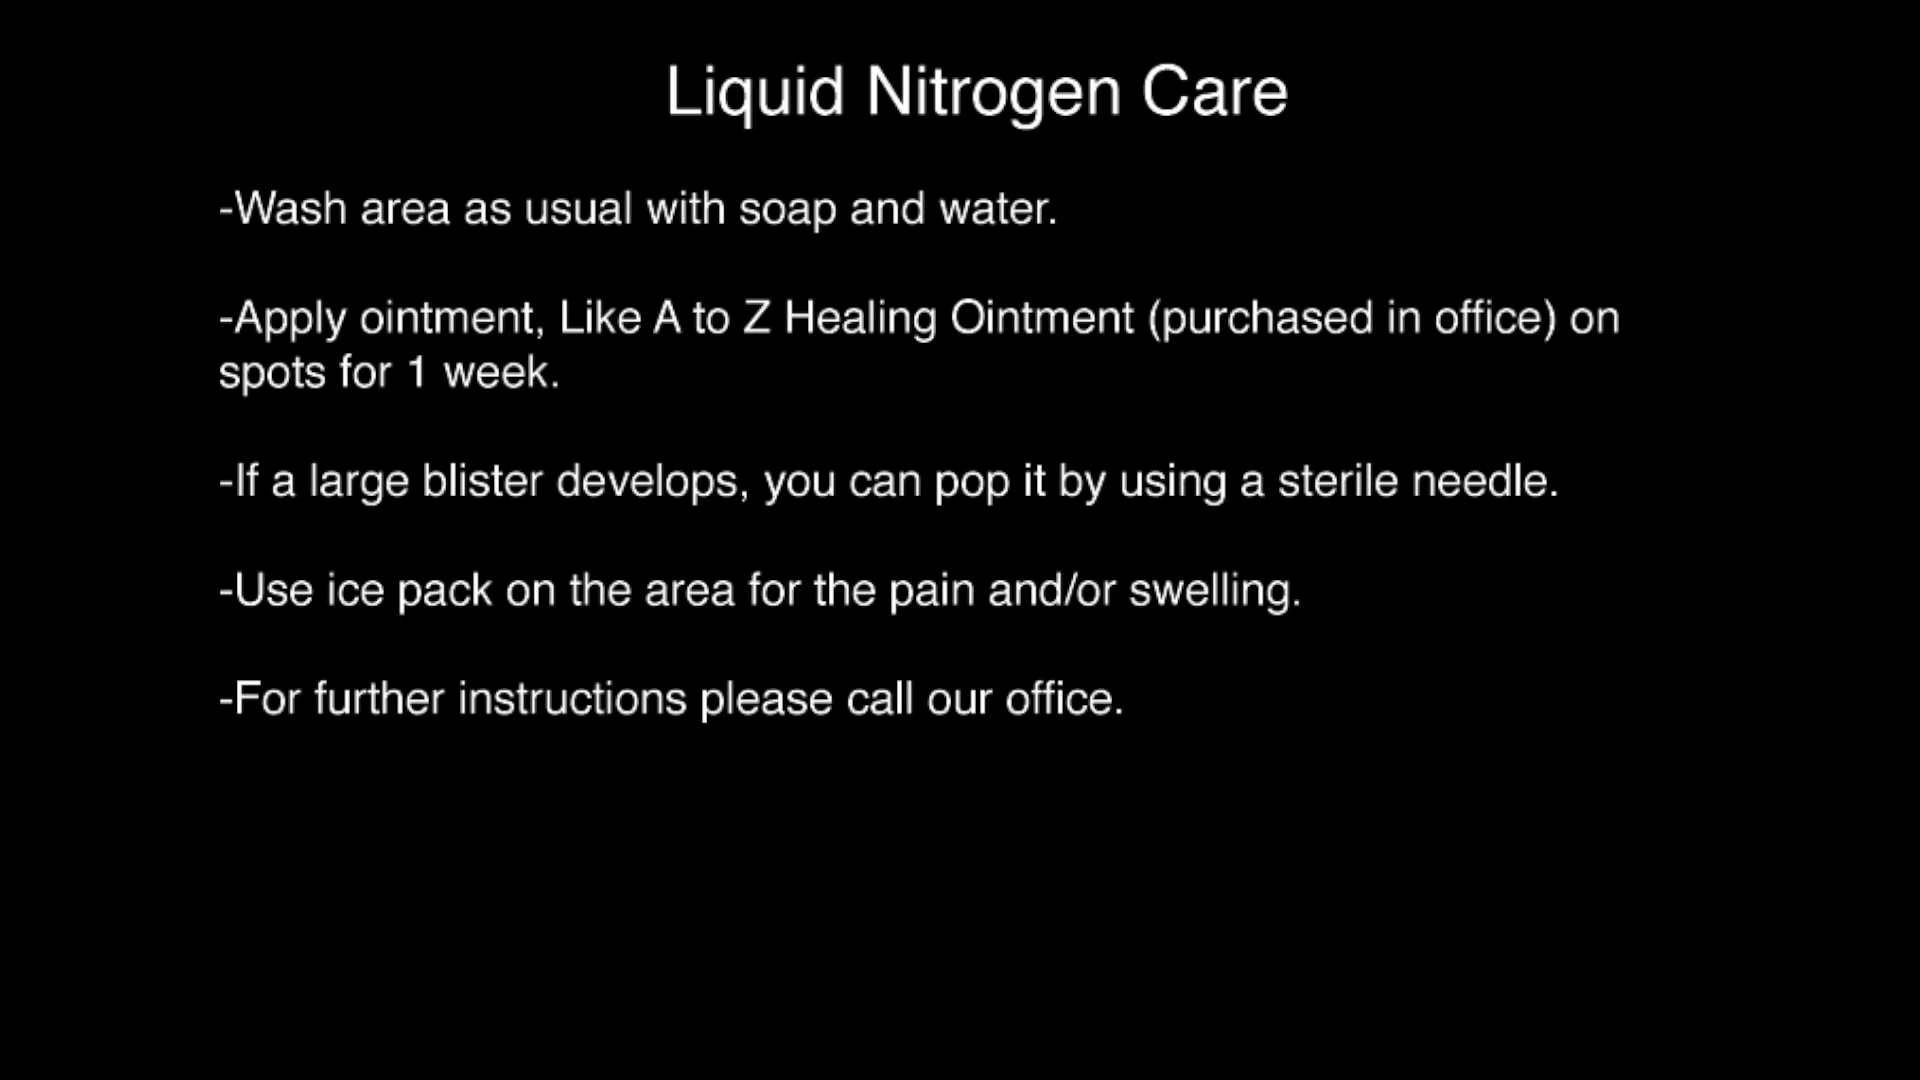 Liquid Nitrogen Care
-Wash area as usual with soap and water.
-Apply ointment, Like A to Z Healing Ointment (purchased in office) on
spots for 1 week.
-If a large blister develops, you can pop it by using a sterile needle.
-Use ice pack on the area for the pain and/or swelling.
-For further instructions please call our office.